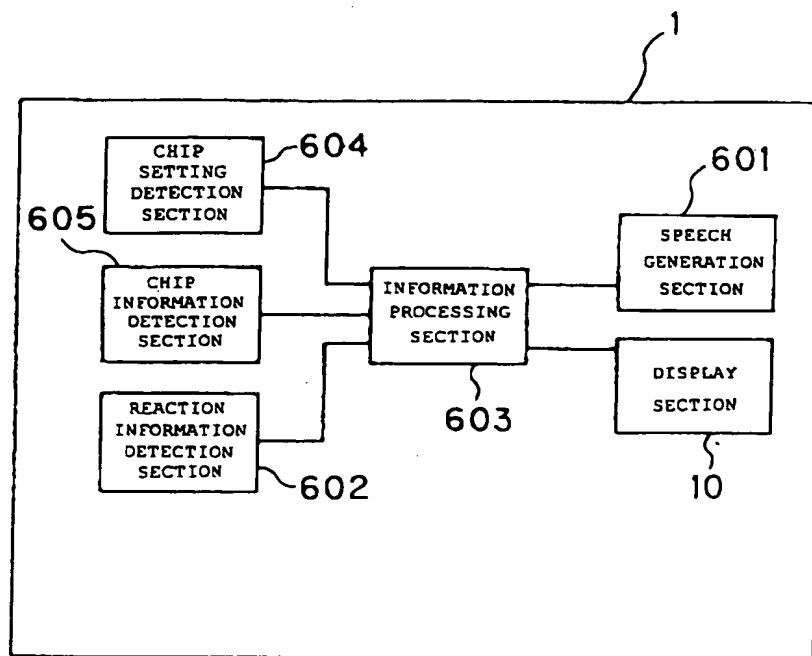 1
CHIP
SETTING
DETECTION
SECTION
604
605
CHIP
INFORMATION
DETECTION
SECTION
REACTION
INFORMATION
DETECTION
SECTION
602
INFORMATION
PROCESSING
SECTION
603
601
SPEECH
GENERATION
SECTION
DISPLAY
SECTION
10